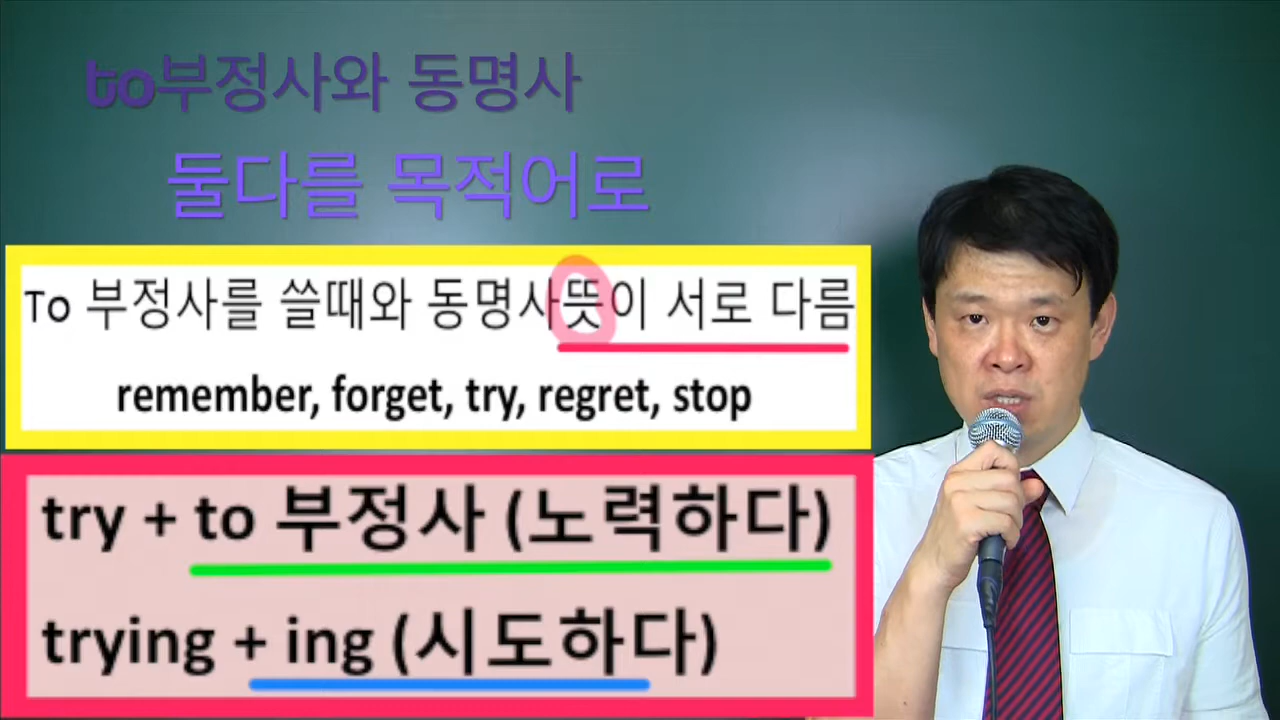 to부정사와 동명사
둘다를 목적어로
To 부정사를 쓸때와 동명사뜻이 서로 다름
remember, forget, try, regret, stop
try + to 부정사 (노력하다)
trying + ing (시도하다)